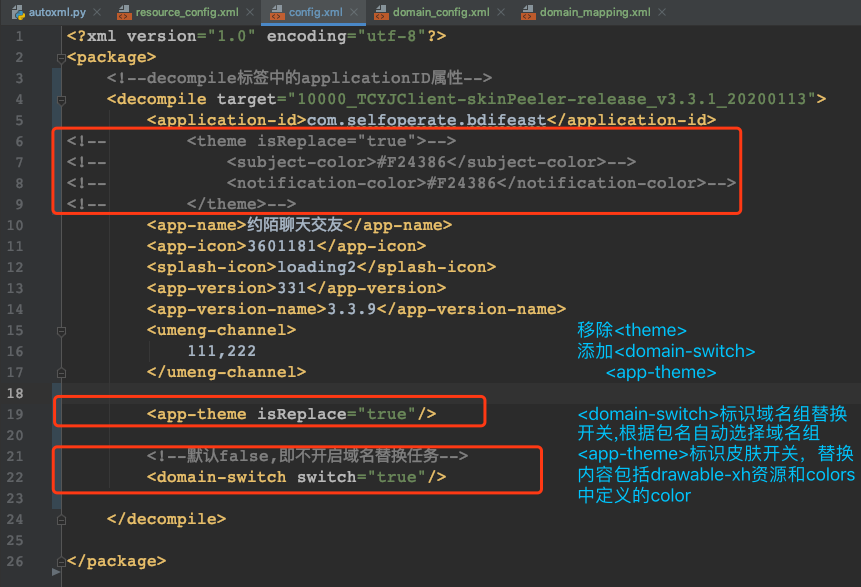 autoxml.py
resource_config.xml
config.xml
domain_config.xml
domain_mapping.xml
1 <?xml version="1.0" encoding="utf-8"?>
2 <package>
3 <!--decompile标签中的applicationID属性-->
4 <decompile target="10000_TCYJClient-skinPeeler-release_v3.3.1_20200113">
5 <application-id>com.selfoperate.bdifeast</application-id>
6 <!-- <theme isReplace="true">-->
7 <!-- <subject-color>#F24386</subject-color>-->
8 <!-- <notification-color>#F24386</notification-color>-->
9 <!-- </theme>-->
10 <app-name>约陌聊天交友</app-name>
11 <app-icon>3601181</app-icon>
12 <splash-icon>loading2</splash-icon>
13 <app-version>331</app-version>
14 <app-version-name>3.3.9</app-version-name>
15 <umeng-channel>
16 111,222
17 </umeng-channel>
18
19 <app-theme isReplace="true"/>
20
21 <!--默认false,即不开启域名替换任务-->
22 <domain-switch switch="true"/>
23
24 </decompile>
25
26 </package>
移除<theme>
添加<domain-switch>
<app-theme>
<domain-switch>标识域名组替换
开关,根据包名自动选择域名组
<app-theme>标识皮肤开关，替换
内容包括drawable-xh资源和colors
中定义的color